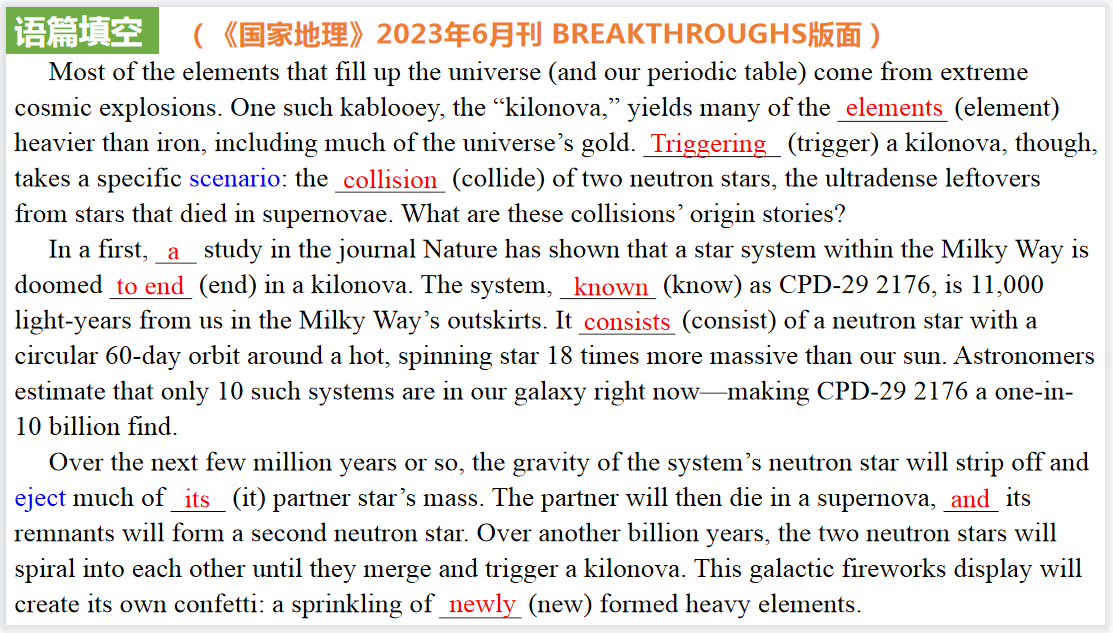 语篇填空 （《国家地理》2023年6月刊 BREAKTHROUGHS版面）
Most of the elements that fill up the universe (and our periodic table) come from extreme
cosmic explosions. One such kablooey, the “kilonova,” yields many of the elements (element)
heavier than iron, including much of the universe’s gold. Triggering (trigger) a kilonova, though,
takes a specific scenario: the collision (collide) of two neutron stars, the ultradense leftovers
from stars that died in supernovae. What are these collisions’ origin stories?
In a first, a study in the journal Nature has shown that a star system within the Milky Way is
doomed to end (end) in a kilonova. The system, known (know) as CPD-29 2176, is 11,000
light-years from us in the Milky Way’s outskirts. It consists (consist) of a neutron star with a
circular 60-day orbit around a hot, spinning star 18 times more massive than our sun. Astronomers
estimate that only 10 such systems are in our galaxy right now—making CPD-29 2176 a one-in-
10 billion find.
Over the next few million years or so, the gravity of the system’s neutron star will strip off and
eject much of its (it) partner star’s mass. The partner will then die in a supernova, and its
remnants will form a second neutron star. Over another billion years, the two neutron stars will
spiral into each other until they merge and trigger a kilonova. This galactic fireworks display will
create its own confetti: a sprinkling of newly (new) formed heavy elements.